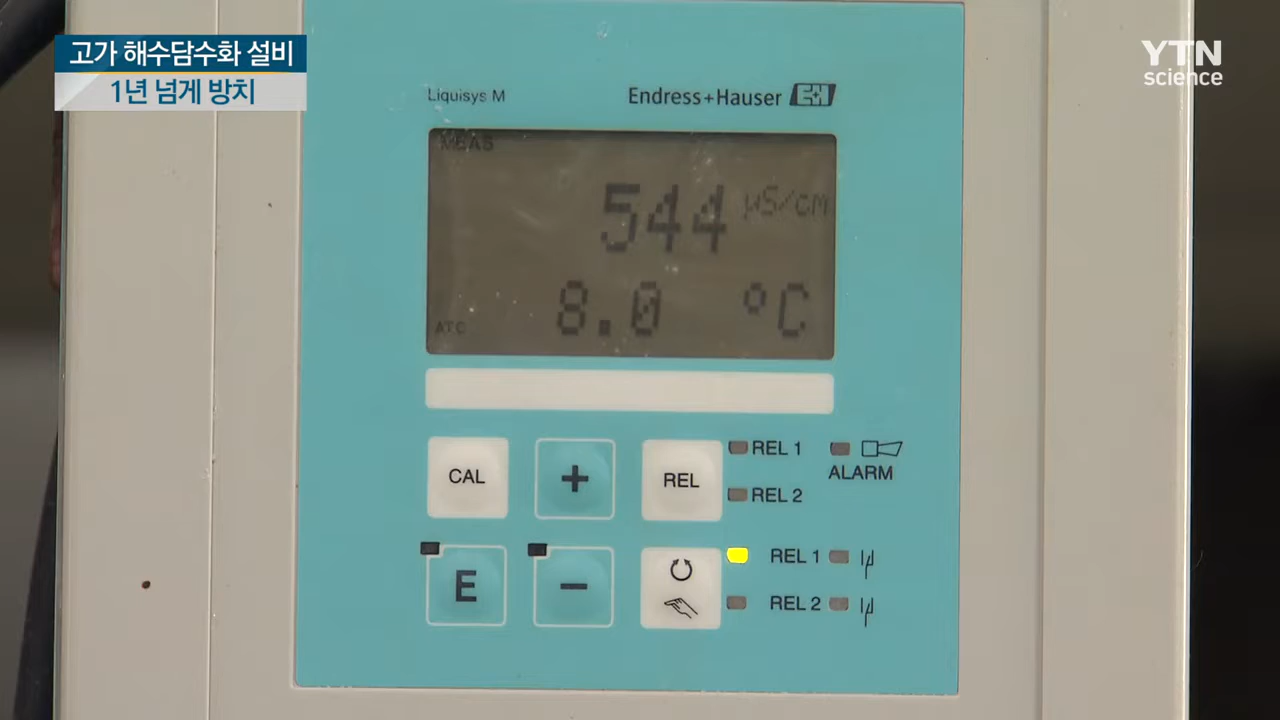 고가 해수담수화 설비
1년 넘게 방치
YTN
science
Liquisys M
Endress+Hauser EH
MEAS
544 µS/cm
ATC 8.0 °C
CAL
+
REL
REL 1
ALARM
REL 2
E
−
REL 1
REL 2